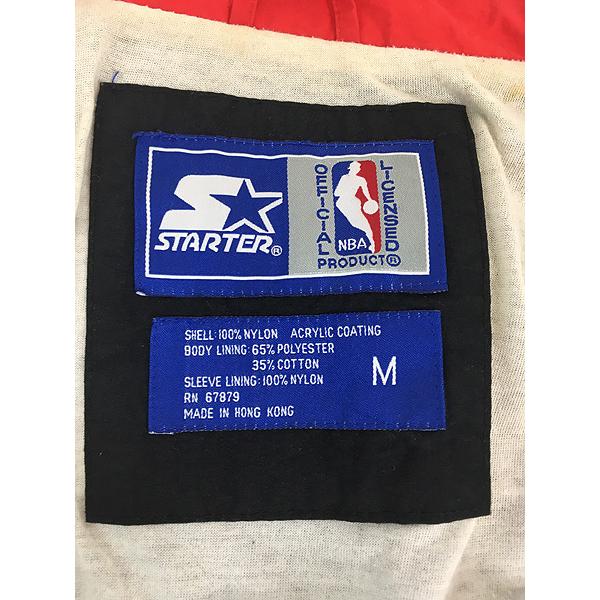 STARTER®
OFFICIAL
LICENSED
NBA
PRODUCT®
SHELL: 100% NYLON ACRYLIC COATING
BODY LINING: 65% POLYESTER
35% COTTON
SLEEVE LINING: 100% NYLON
RN 67879
MADE IN HONG KONG
M